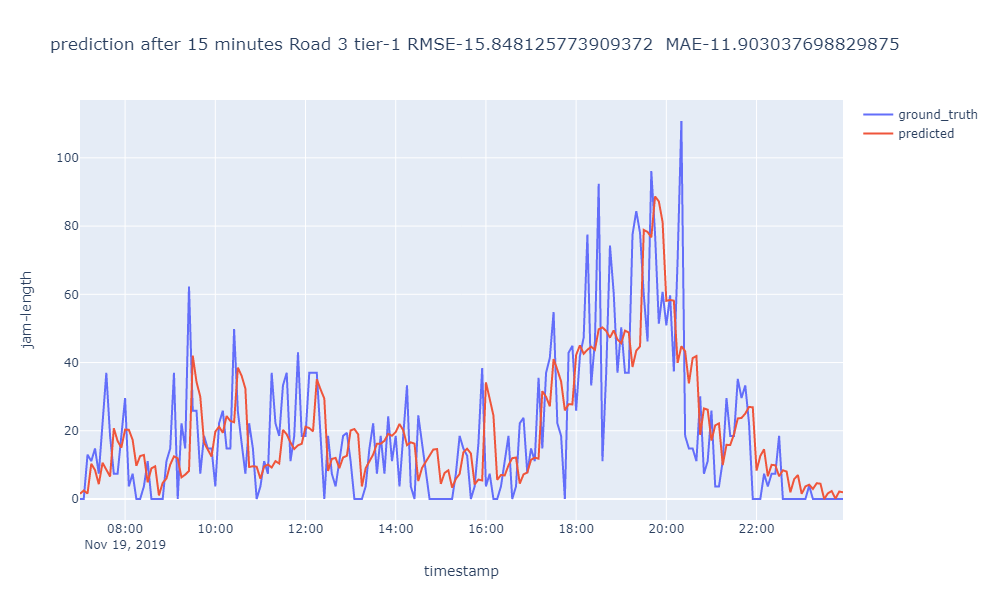 prediction after 15 minutes Road 3 tier-1 RMSE-15.848125773909372  MAE-11.903037698829875
ground_truth
predicted
100
80
60
40
20
0
jam-length
08:00 10:00 12:00 14:00 16:00 18:00 20:00 22:00
Nov 19, 2019
timestamp